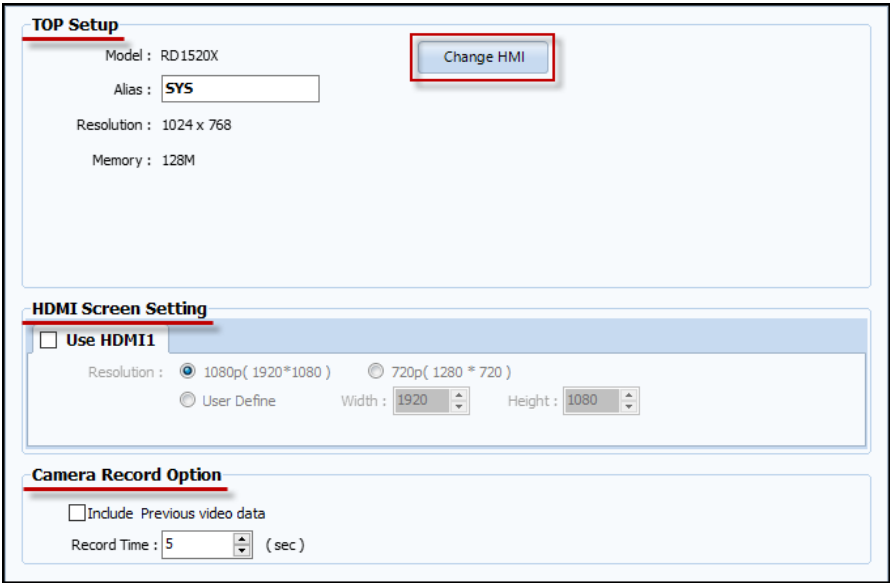 TOP Setup
Model : RD1520X
Change HMI
Alias : SYS
Resolution : 1024 x 768
Memory : 128M
HDMI Screen Setting
Use HDMI1
Resolution : 1080p( 1920*1080 ) 720p( 1280 * 720 )
User Define Width : 1920 Height : 1080
Camera Record Option
Include Previous video data
Record Time : 5 ( sec )